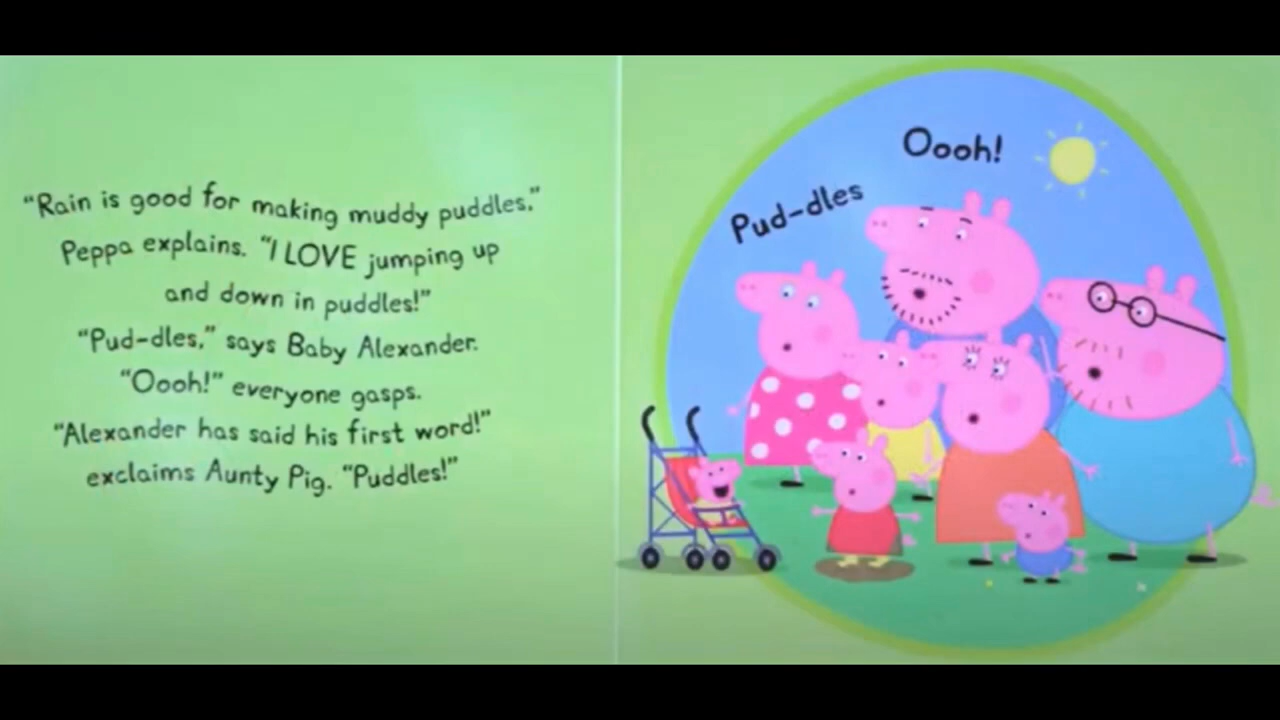 “Rain is good for making muddy puddles,”
Peppa explains. “I LOVE jumping up
and down in puddles!”
“Pud-dles,” says Baby Alexander.
“Oooh!” everyone gasps.
“Alexander has said his first word!”
exclaims Aunty Pig. “Puddles!”
Oooh!
Pud-dles